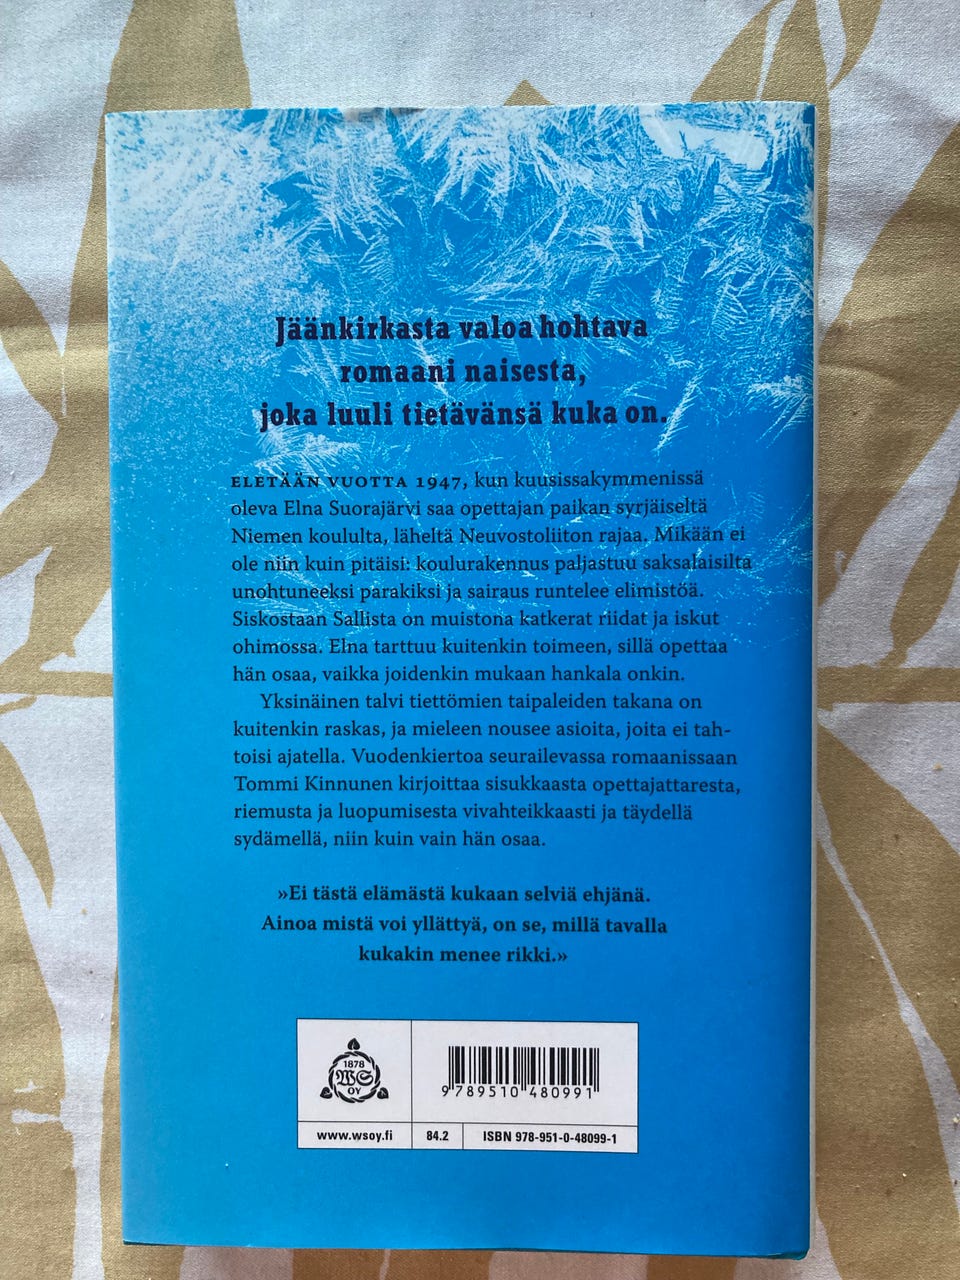 Jäänkirkasta valoa hohtava
romaani naisesta,
joka luuli tietävänsä kuka on.
ELETÄÄN VUOTTA 1947, kun kuusissakymmenissä
oleva Elna Suorajärvi saa opettajan paikan syrjäiseltä
Niemen koululta, läheltä Neuvostoliiton rajaa. Mikään ei
ole niin kuin pitäisi: koulurakennus paljastuu saksalaisilta
unohtuneeksi parakiksi ja sairaus runtelee elimistöä.
Siskostaan Sallista on muistona katkerat riidat ja iskut
ohimossa. Elna tarttuu kuitenkin toimeen, sillä opettaa
hän osaa, vaikka joidenkin mukaan hankala onkin.
Yksinäinen talvi tiettömien taipaleiden takana on
kuitenkin raskas, ja mieleen nousee asioita, joita ei tah-
toisi ajatella. Vuodenkiertoa seurailevassa romaanissaan
Tommi Kinnunen kirjoittaa sisukkaasta opettajattaresta,
riemusta ja luopumisesta vivahteikkaasti ja täydellä
sydämellä, niin kuin vain hän osaa.
»Ei tästä elämästä kukaan selviä ehjänä.
Ainoa mistä voi yllättyä, on se, millä tavalla
kukakin menee rikki.»
1878
WS
OY
9 789510 480991
www.wsoy.fi 84.2 ISBN 978-951-0-48099-1